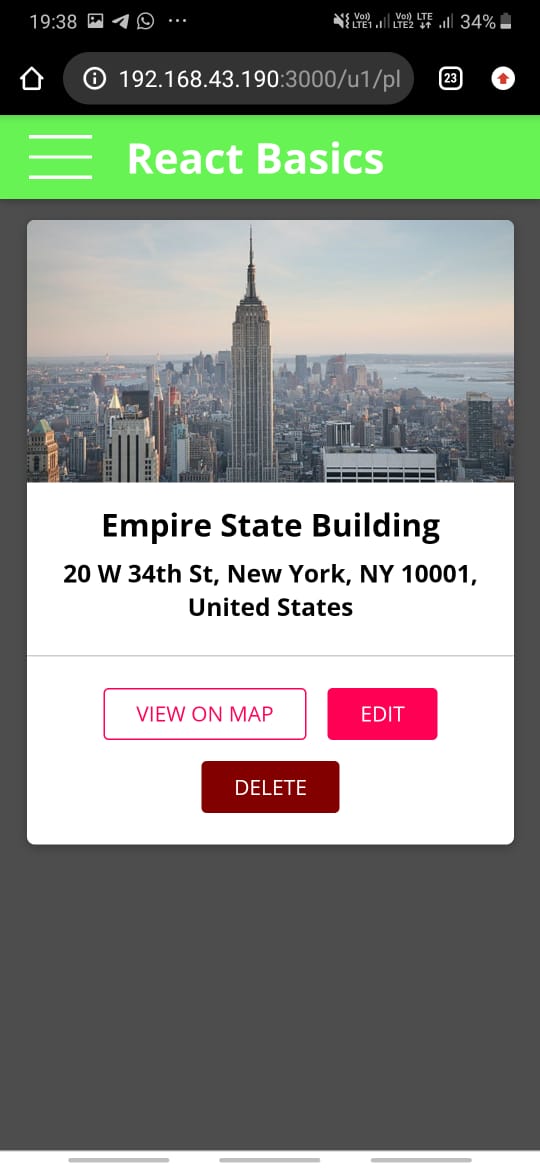 19:38 ... Vo) LTE1 Vo) LTE2 LTE 34%
192.168.43.190:3000/u1/pl 23
React Basics
Empire State Building
20 W 34th St, New York, NY 10001,
United States
VIEW ON MAP EDIT
DELETE